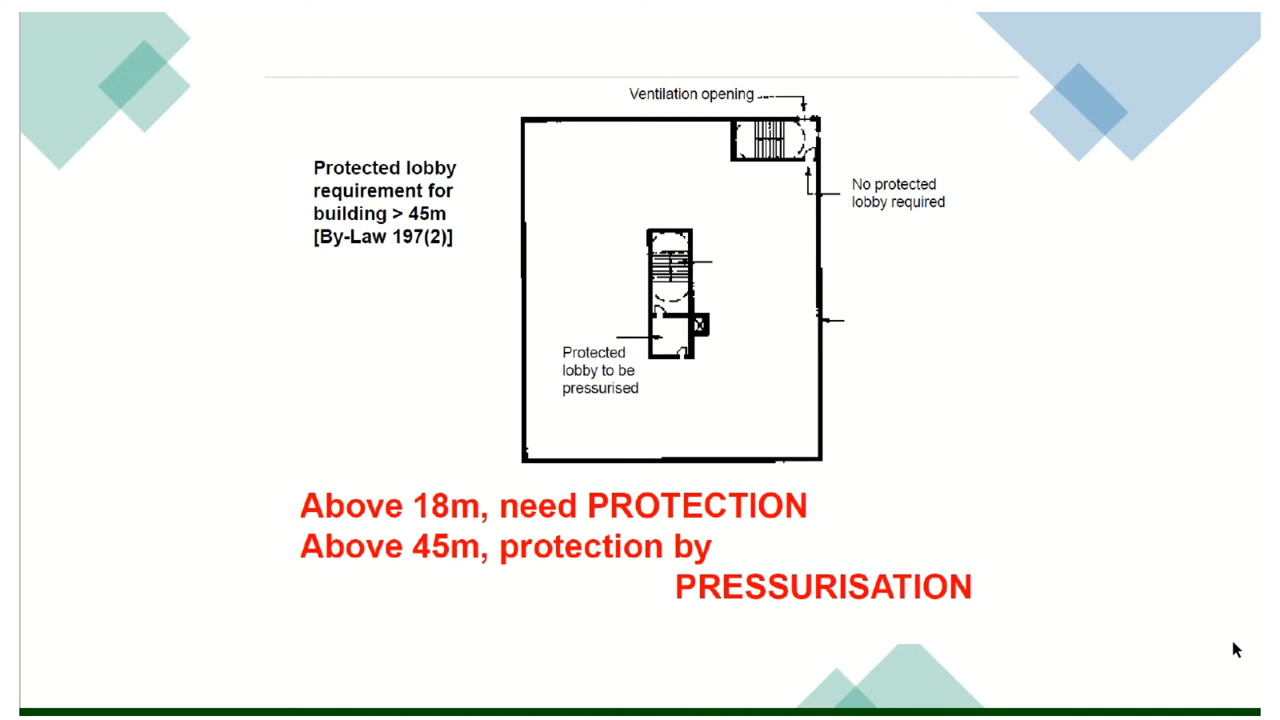 Ventilation opening
Protected lobby
requirement for
building > 45m
[By-Law 197(2)]
No protected
lobby required
Protected
lobby to be
pressurised
Above 18m, need PROTECTION
Above 45m, protection by
PRESSURISATION